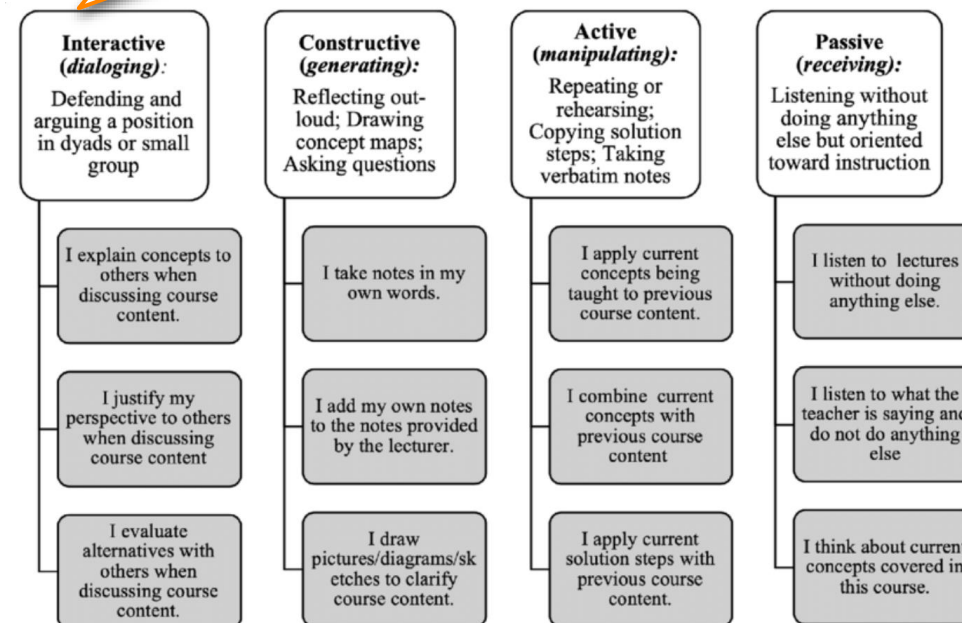 Interactive
(dialoging):
Defending and
arguing a position
in dyads or small
group
I explain concepts to
others when
discussing course
content.
I justify my
perspective to others
when discussing
course content
I evaluate
alternatives with
others when
discussing course
content.
Constructive
(generating):
Reflecting out-
loud; Drawing
concept maps;
Asking questions
I take notes in my
own words.
I add my own notes
to the notes provided
by the lecturer.
I draw
pictures/diagrams/sk
etches to clarify
course content.
Active
(manipulating):
Repeating or
rehearsing;
Copying solution
steps; Taking
verbatim notes
I apply current
concepts being
taught to previous
course content.
I combine current
concepts with
previous course
content
I apply current
solution steps with
previous course
content.
Passive
(receiving):
Listening without
doing anything
else but oriented
toward instruction
I listen to lectures
without doing
anything else.
I listen to what the
teacher is saying and
do not do anything
else
I think about current
concepts covered in
this course.